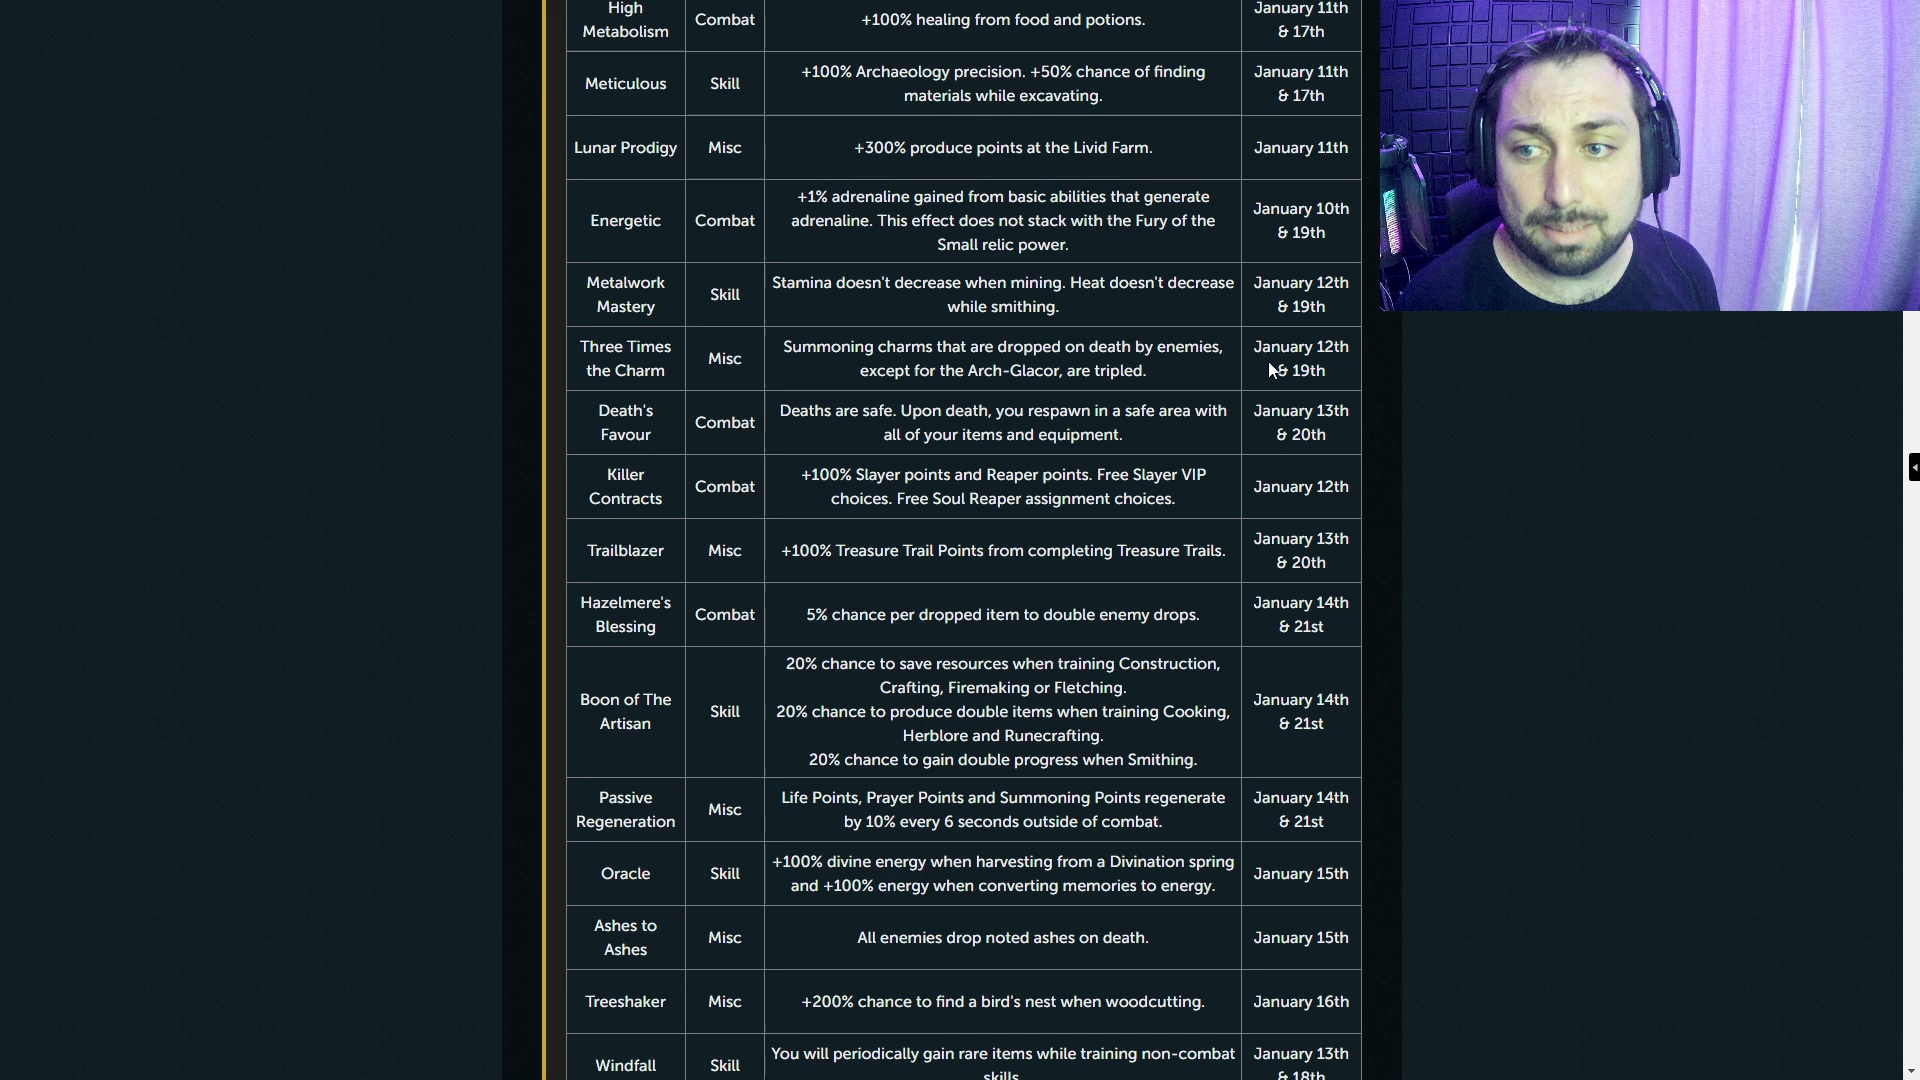 High
Metabolism
Combat
+100% healing from food and potions.
January 11th
& 17th
Meticulous
Skill
+100% Archaeology precision. +50% chance of finding
materials while excavating.
January 11th
& 17th
Lunar Prodigy
Misc
+300% produce points at the Livid Farm.
January 11th
Energetic
Combat
+1% adrenaline gained from basic abilities that generate
adrenaline. This effect does not stack with the Fury of the
Small relic power.
January 10th
& 19th
Metalwork
Mastery
Skill
Stamina doesn't decrease when mining. Heat doesn't decrease
while smithing.
January 12th
& 19th
Three Times
the Charm
Misc
Summoning charms that are dropped on death by enemies,
except for the Arch-Glacor, are tripled.
January 12th
& 19th
Death's
Favour
Combat
Deaths are safe. Upon death, you respawn in a safe area with
all of your items and equipment.
January 13th
& 20th
Killer
Contracts
Combat
+100% Slayer points and Reaper points. Free Slayer VIP
choices. Free Soul Reaper assignment choices.
January 12th
Trailblazer
Misc
+100% Treasure Trail Points from completing Treasure Trails.
January 13th
& 20th
Hazelmere's
Blessing
Combat
5% chance per dropped item to double enemy drops.
January 14th
& 21st
Boon of The
Artisan
Skill
20% chance to save resources when training Construction,
Crafting, Firemaking or Fletching.
20% chance to produce double items when training Cooking,
Herblore and Runecrafting.
20% chance to gain double progress when Smithing.
January 14th
& 21st
Passive
Regeneration
Misc
Life Points, Prayer Points and Summoning Points regenerate
by 10% every 6 seconds outside of combat.
January 14th
& 21st
Oracle
Skill
+100% divine energy when harvesting from a Divination spring
and +100% energy when converting memories to energy.
January 15th
Ashes to
Ashes
Misc
All enemies drop noted ashes on death.
January 15th
Treeshaker
Misc
+200% chance to find a bird's nest when woodcutting.
January 16th
Windfall
Skill
You will periodically gain rare items while training non-combat
skills.
January 13th
& 18th